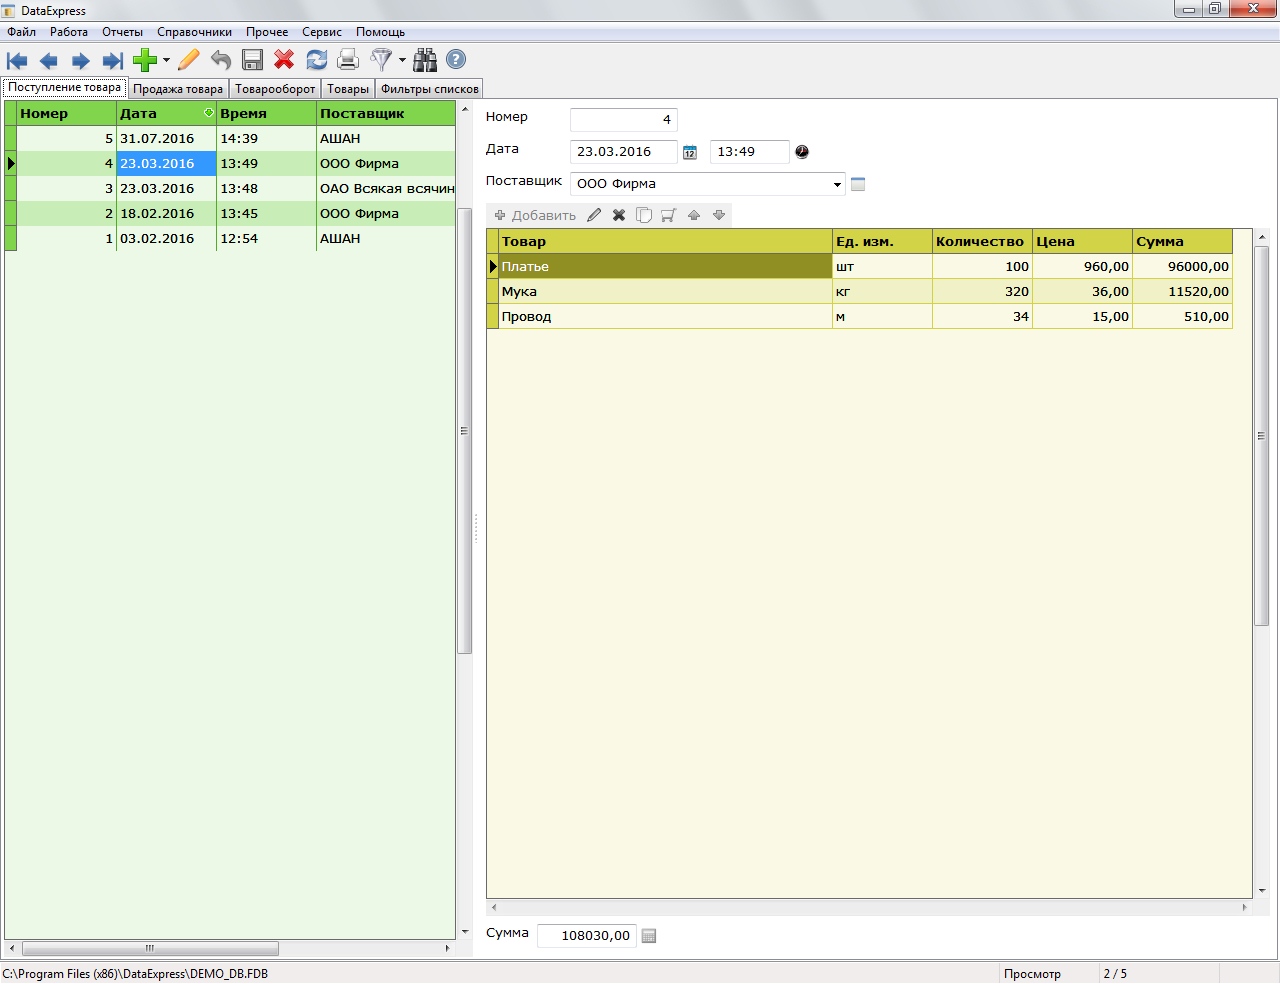 DataExpress
Файл Работа Отчеты Справочники Прочее Сервис Помощь
Поступление товара Продажа товара Товарооборот Товары Фильтры списков
Номер Дата Время Поставщик
5 31.07.2016 14:39 АШАН
4 23.03.2016 13:49 ООО Фирма
3 23.03.2016 13:48 ОАО Всякая всячин
2 18.02.2016 13:45 ООО Фирма
1 03.02.2016 12:54 АШАН
Номер 4
Дата 23.03.2016 12 13:49
Поставщик ООО Фирма
Добавить
Товар Ед. изм. Количество Цена Сумма
Платье шт 100 960,00 96000,00
Мука кг 320 36,00 11520,00
Провод м 34 15,00 510,00
Сумма 108030,00
C:\Program Files (x86)\DataExpress\DEMO_DB.FDB Просмотр 2 / 5